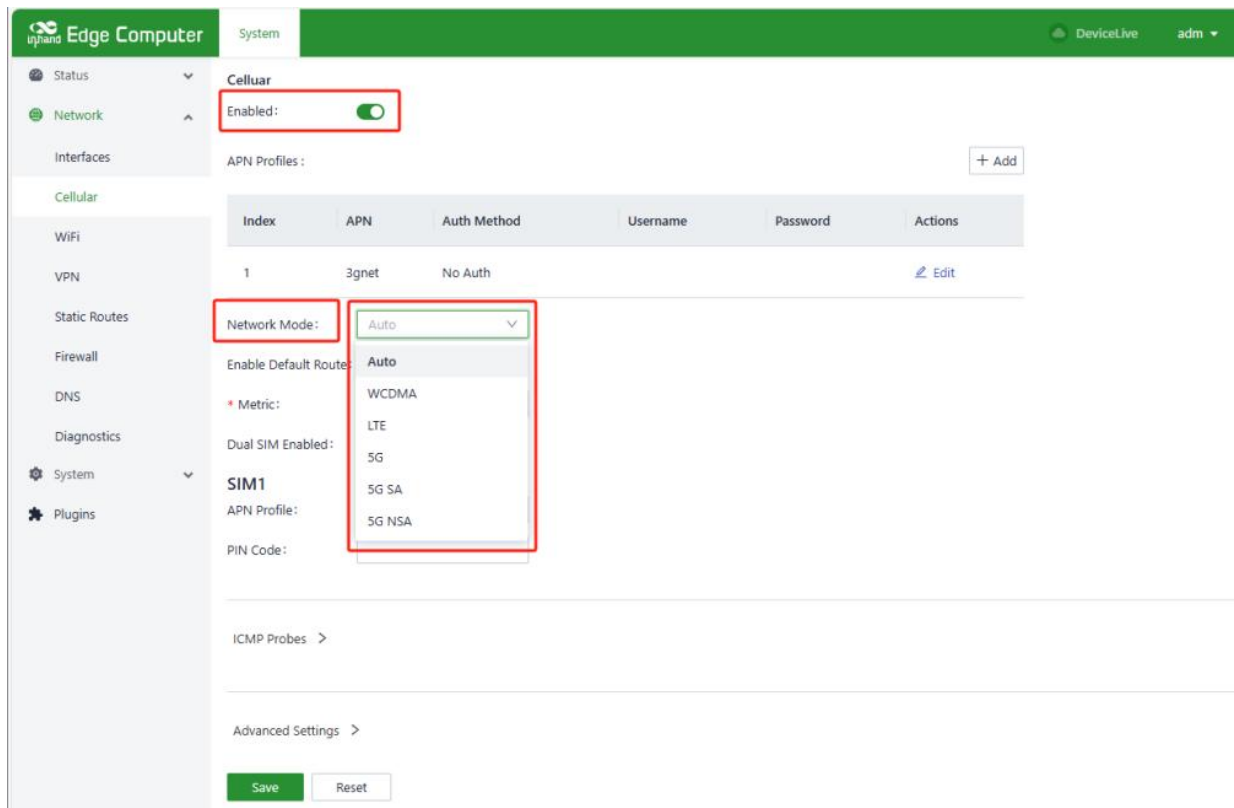 inhand Edge Computer System DeviceLive adm
Status
Network
Interfaces
Cellular
WiFi
VPN
Static Routes
Firewall
DNS
Diagnostics
System
Plugins
Celluar
Enabled:
APN Profiles :
+ Add
Index APN Auth Method Username Password Actions
1 3gnet No Auth Edit
Network Mode: Auto
Auto
WCDMA
LTE
5G
5G SA
5G NSA
Enable Default Route:
* Metric:
Dual SIM Enabled:
SIM1
APN Profile:
PIN Code:
ICMP Probes >
Advanced Settings >
Save Reset